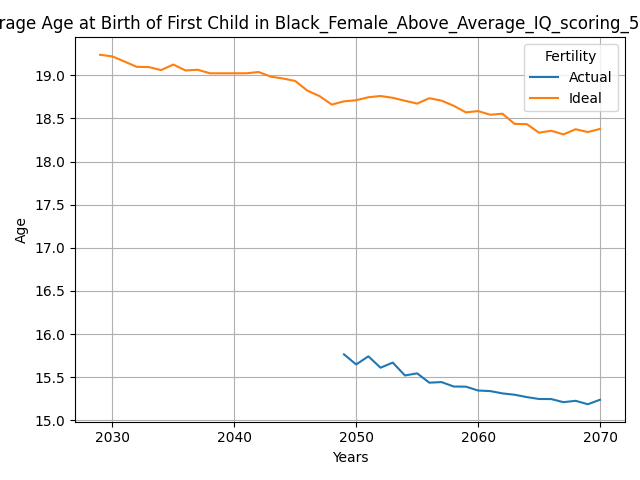 rage Age at Birth of First Child in Black_Female_Above_Average_IQ_scoring_5
Fertility
Actual
Ideal
Age
19.0
18.5
18.0
17.5
17.0
16.5
16.0
15.5
15.0
2030 2040 2050 2060 2070
Years